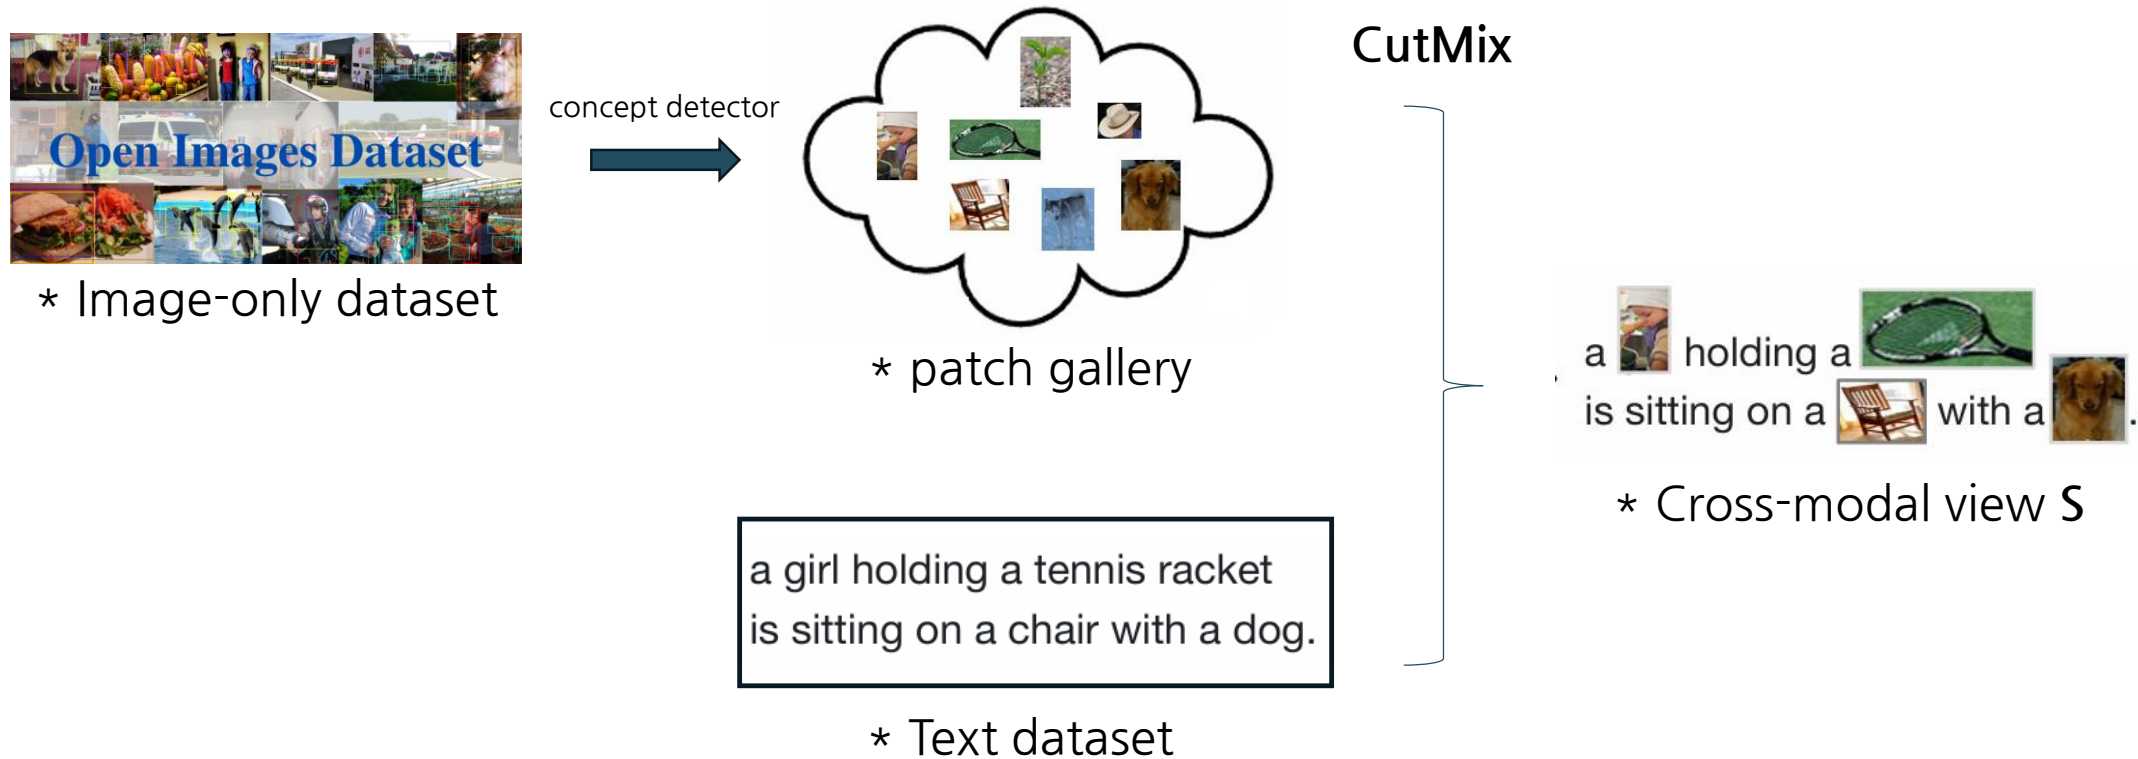 CutMix
Open Images Dataset
concept detector
* Image-only dataset
* patch gallery
a holding a
is sitting on a with a .
* Cross-modal view S
a girl holding a tennis racket
is sitting on a chair with a dog.
* Text dataset